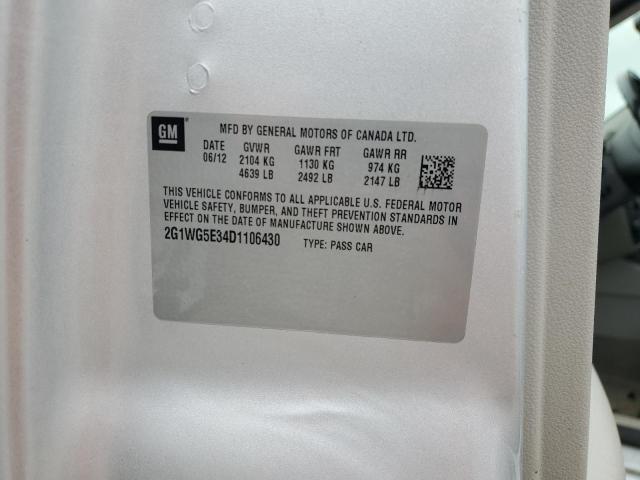 GM
MFD BY GENERAL MOTORS OF CANADA LTD.
DATE GVWR GAWR FRT GAWR RR
06/12 2104 KG 1130 KG 974 KG
4639 LB 2492 LB 2147 LB
THIS VEHICLE CONFORMS TO ALL APPLICABLE U.S. FEDERAL MOTOR
VEHICLE SAFETY, BUMPER, AND THEFT PREVENTION STANDARDS IN
EFFECT ON THE DATE OF MANUFACTURE SHOWN ABOVE.
2G1WG5E34D1106430 TYPE: PASS CAR